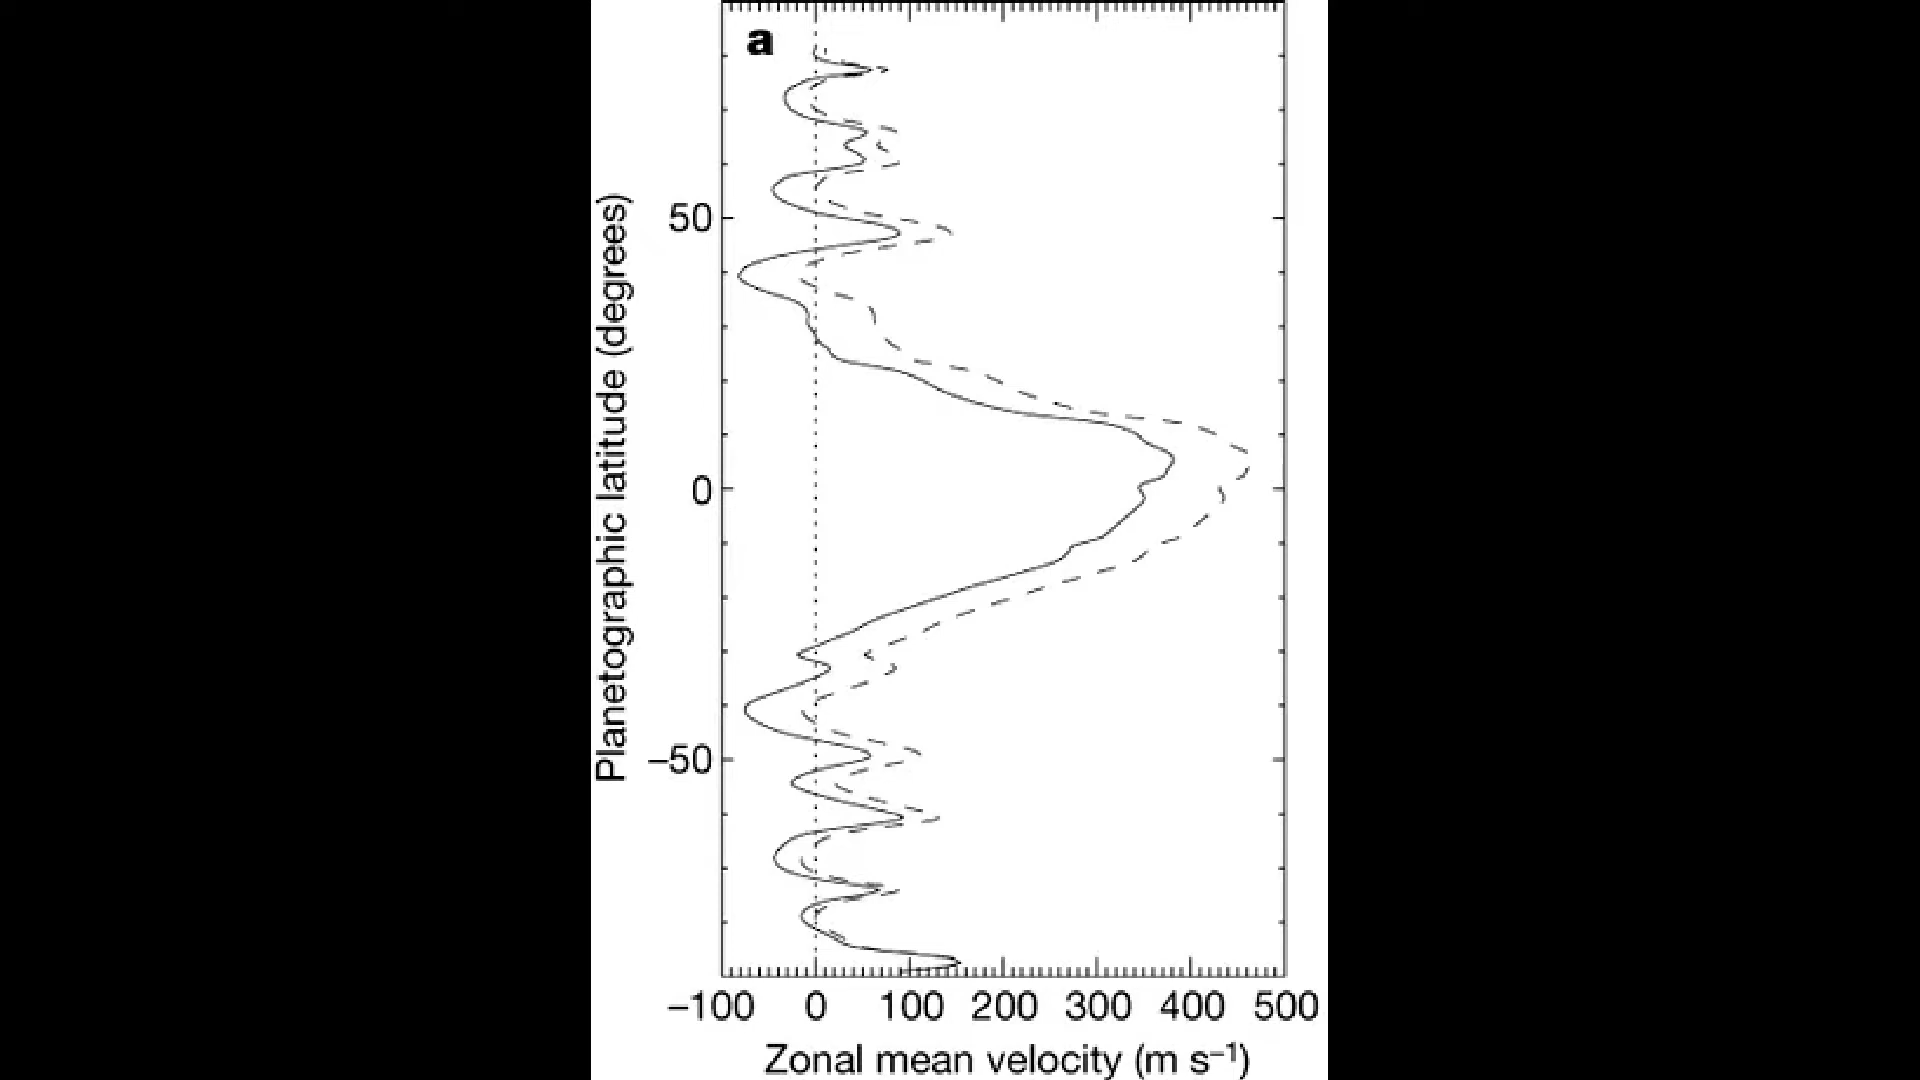 a
Planetographic latitude (degrees)
50
0
–50
–100 0 100 200 300 400 500
Zonal mean velocity (m s⁻¹)